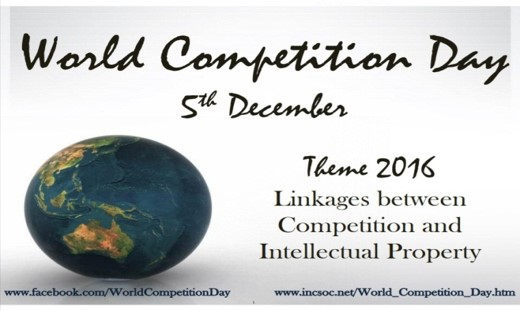 World Competition Day
5th December
Theme 2016
Linkages between
Competition and
Intellectual Property
www.facebook.com/WorldCompetitionDay
www.incsoc.net/World_Competition_Day.htm